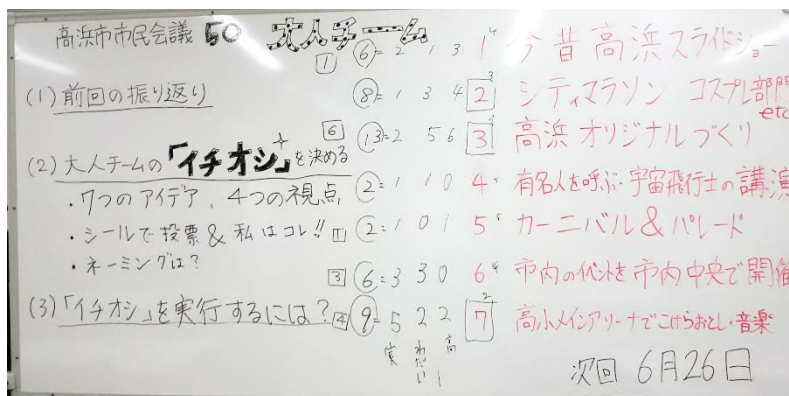 高浜市市民会議 50 大人チーム
(1) 前回の振り返り
(2) 大人チームの「イチオシ」を決める
・7つのアイデア、4つの視点
・シールで投票&私はコレ!!
・ネーミングは?
(3)「イチオシ」を実行するには?
1 6=2 1 3 1 今昔高浜スライドショー
8=1 3 4 2 シティマラソン コスプレ部門 etc
6 13=2 5 6 3 高浜オリジナルづくり
2=1 1 0 4 有名人を呼ぶ・宇宙飛行士の講演
1 2=1 0 1 5 カーニバル&パレード
3 6=3 3 0 6 市内のイベントを市内中央で開催
4 9=5 2 2 7 高小メインアリーナでこけらおとし・音楽
実 わだい 高
次回 6月26日